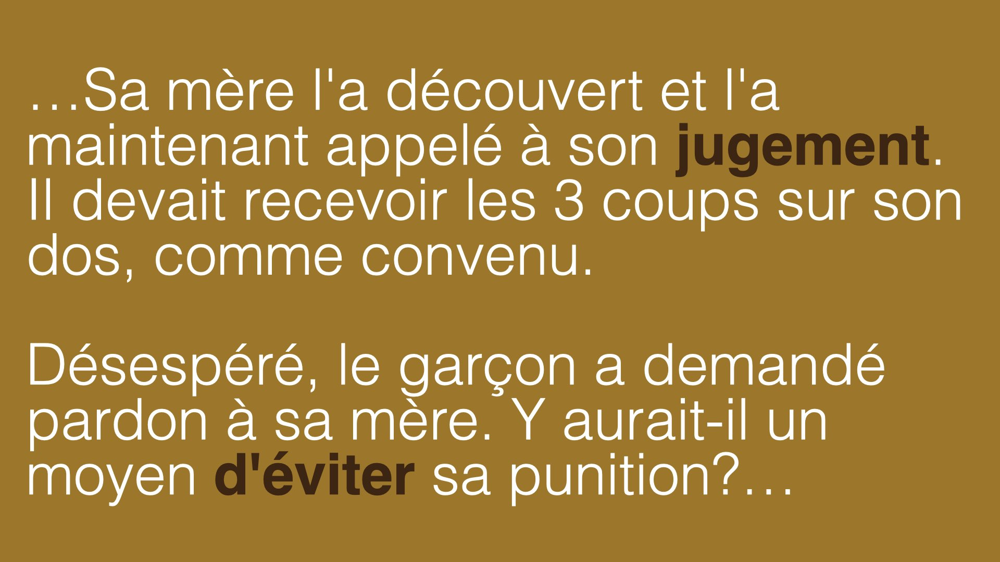 …Sa mère l'a découvert et l'a
maintenant appelé à son jugement.
Il devait recevoir les 3 coups sur son
dos, comme convenu.
Désespéré, le garçon a demandé
pardon à sa mère. Y aurait-il un
moyen d'éviter sa punition?…